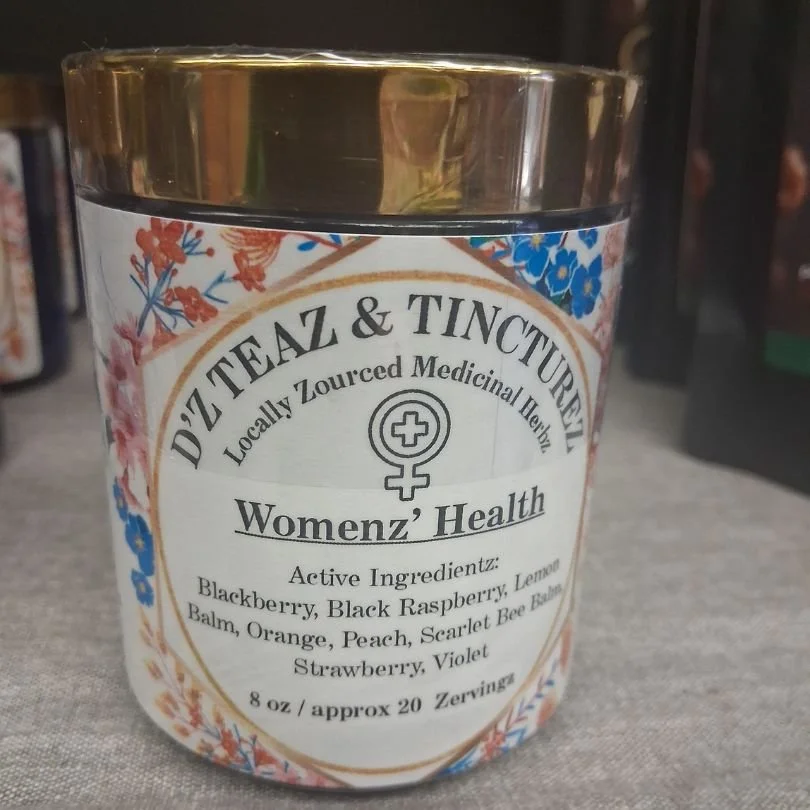 D'Z TEAZ & TINCTUREZ
Locally Zourced Medicinal Herbz
Womenz' Health
Active Ingredientz:
Blackberry, Black Raspberry, Lemon
Balm, Orange, Peach, Scarlet Bee Balm,
Strawberry, Violet
8 oz / approx 20 Zervingz